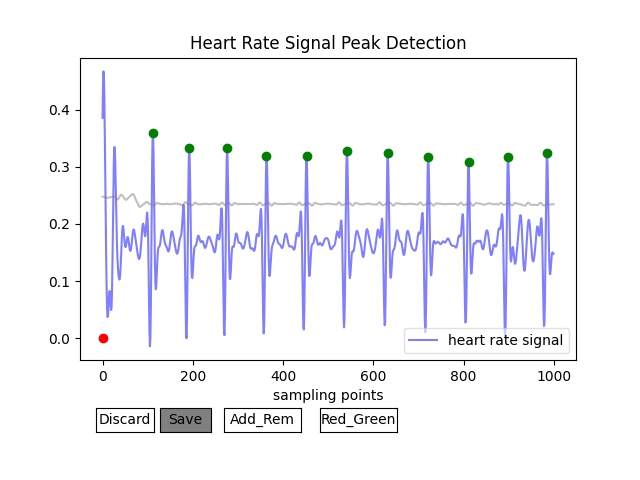 Heart Rate Signal Peak Detection
0.4
0.3
0.2
0.1
0.0
heart rate signal
0 200 400 600 800 1000
sampling points
Discard Save Add_Rem Red_Green